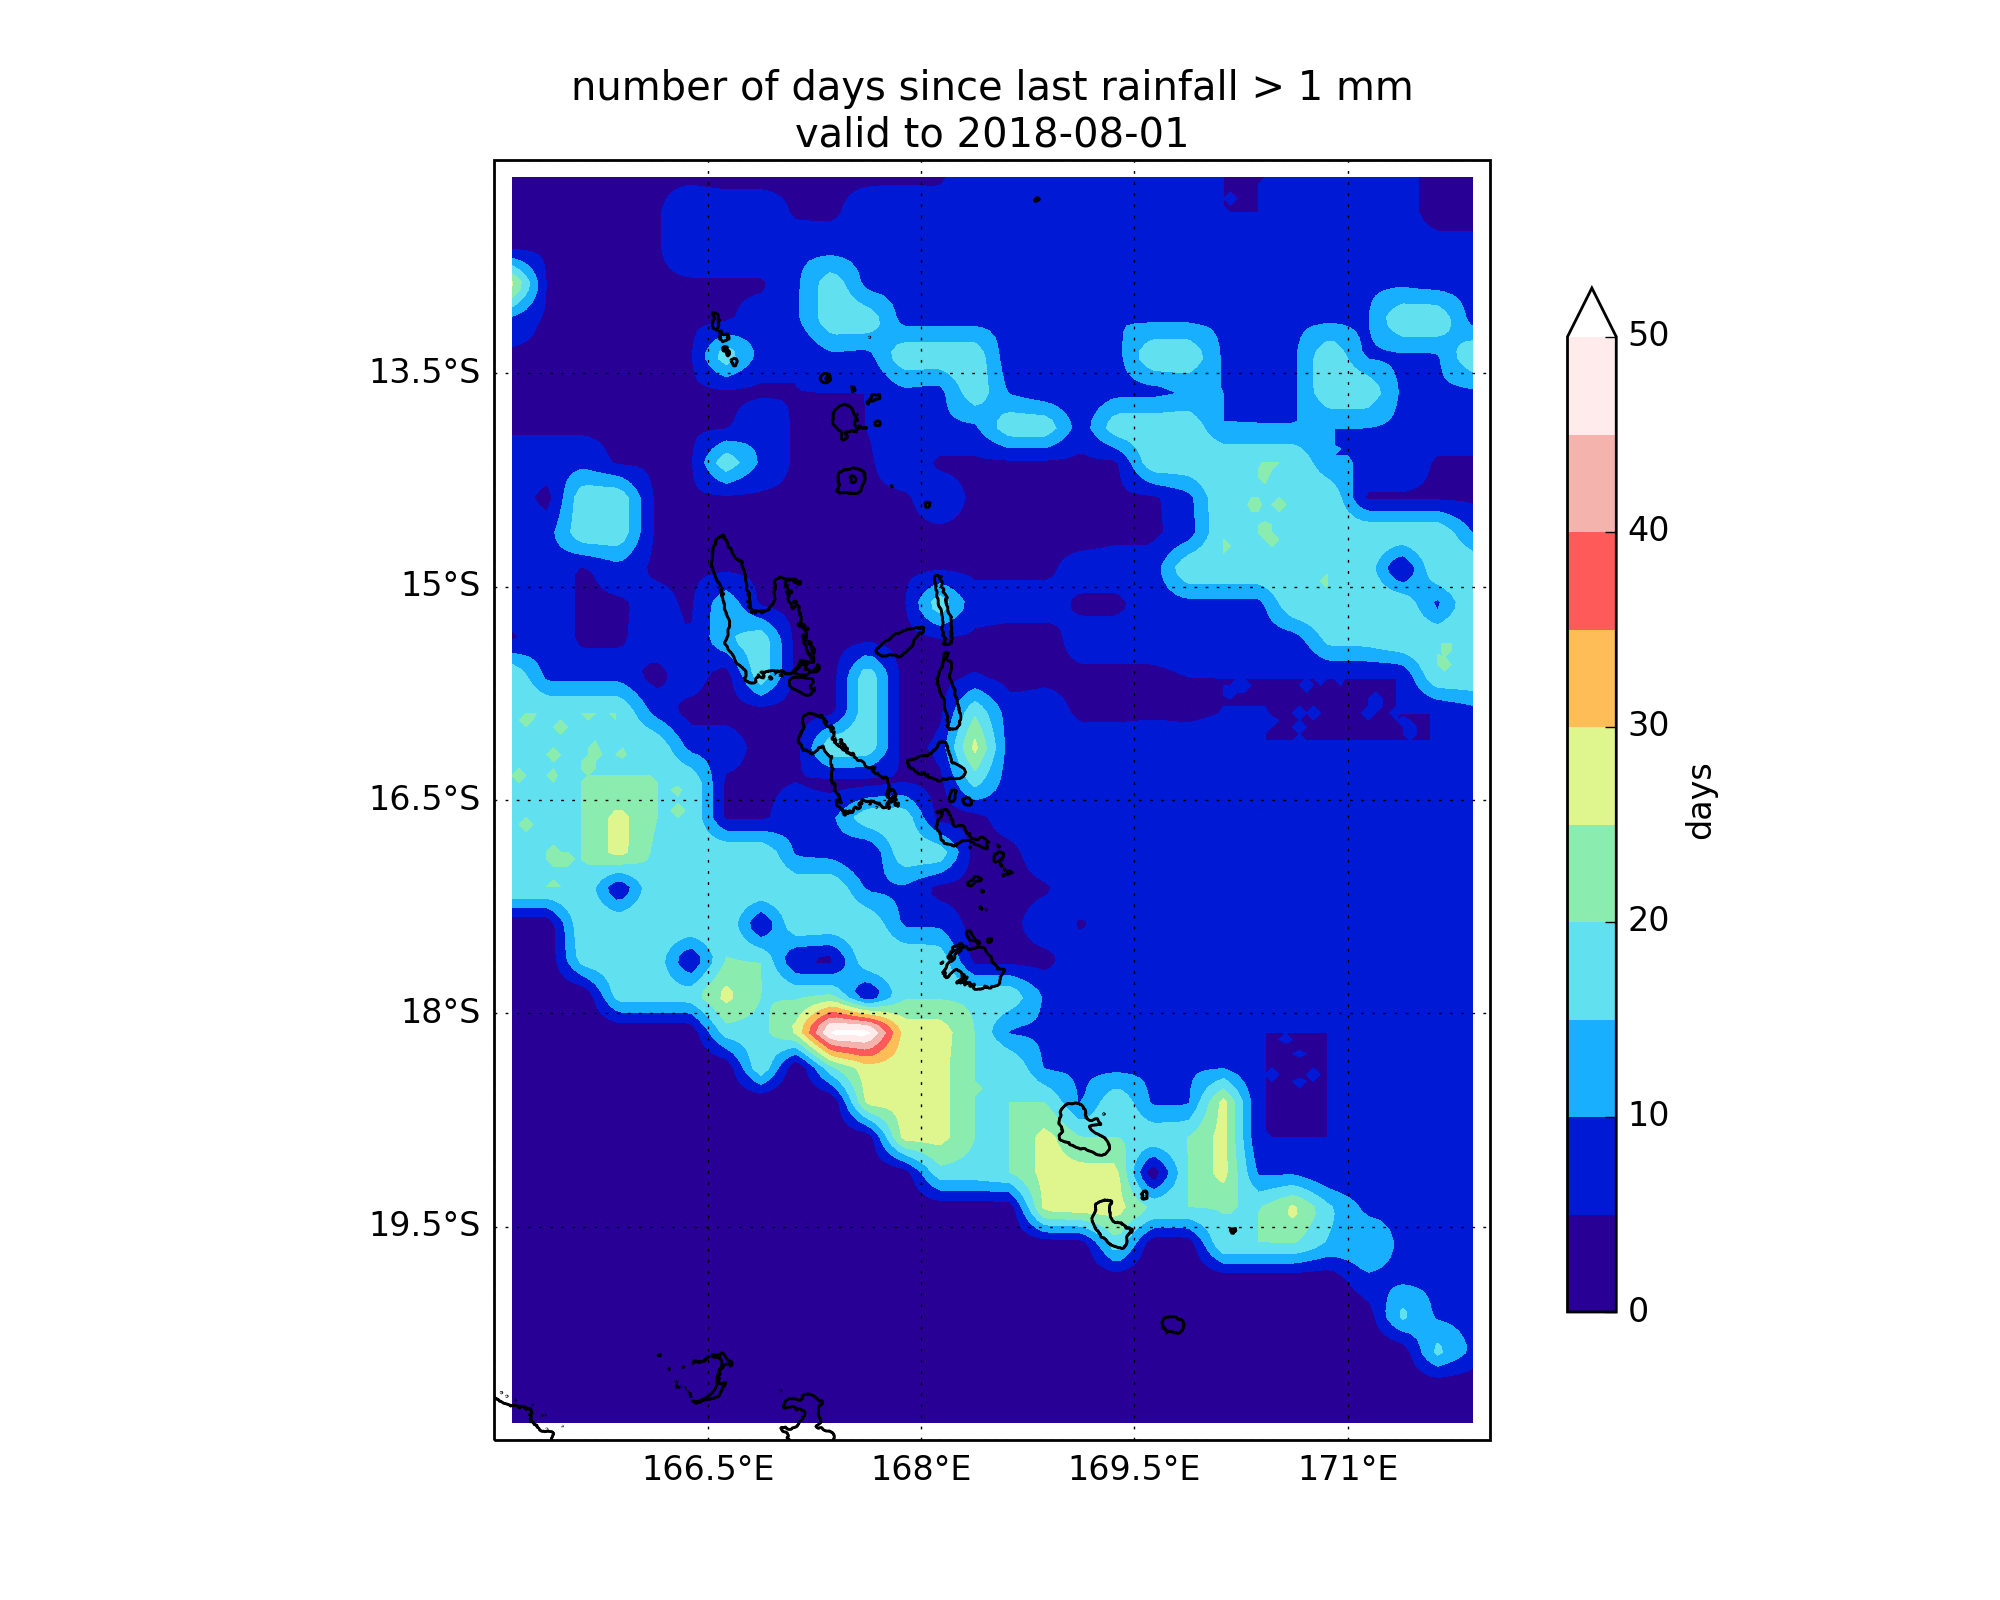 number of days since last rainfall > 1 mm
valid to 2018-08-01
13.5°S
15°S
16.5°S
18°S
19.5°S
166.5°E
168°E
169.5°E
171°E
50
40
30
20
10
0
days